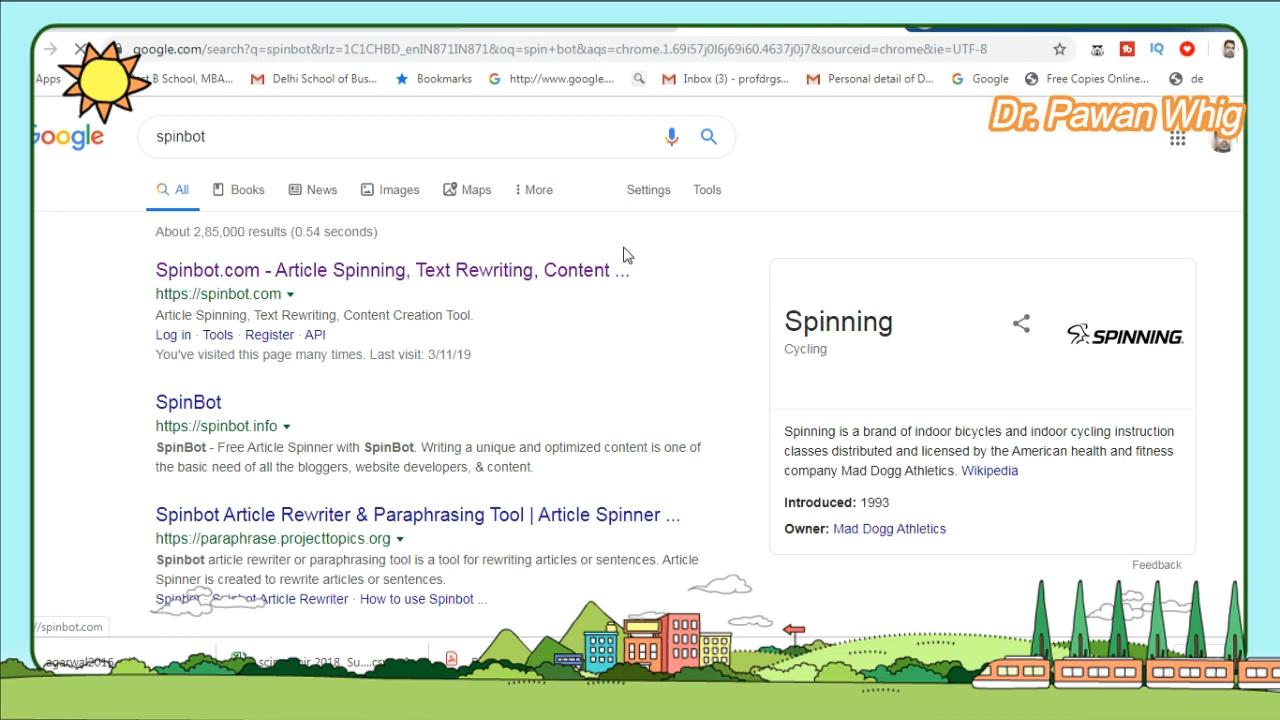 google.com/search?q=spinbot&rlz=1C1CHBD_enIN871IN871&oq=spin+bot&aqs=chrome.1.69i57j0l6j69i60.4637j0j7&sourceid=chrome&ie=UTF-8
Apps B School, MBA... Delhi School of Bus... Bookmarks http://www.google.... Inbox (3) - profdrgs... Personal detail of D... Google Free Copies Online... de
Dr. Pawan Whig
Google
spinbot
All Books News Images Maps More Settings Tools
About 2,85,000 results (0.54 seconds)
Spinbot.com - Article Spinning, Text Rewriting, Content ...
https://spinbot.com
Article Spinning, Text Rewriting, Content Creation Tool.
Log in · Tools · Register · API
You've visited this page many times. Last visit: 3/11/19
SpinBot
https://spinbot.info
SpinBot - Free Article Spinner with SpinBot. Writing a unique and optimized content is one of
the basic need of all the bloggers, website developers, & content.
Spinbot Article Rewriter & Paraphrasing Tool | Article Spinner ...
https://paraphrase.projecttopics.org
Spinbot article rewriter or paraphrasing tool is a tool for rewriting articles or sentences. Article
Spinner is created to rewrite articles or sentences.
Spinbot · Spinbot Article Rewriter · How to use Spinbot ...
Spinning
Cycling
SPINNING.
Spinning is a brand of indoor bicycles and indoor cycling instruction
classes distributed and licensed by the American health and fitness
company Mad Dogg Athletics. Wikipedia
Introduced: 1993
Owner: Mad Dogg Athletics
Feedback
//spinbot.com